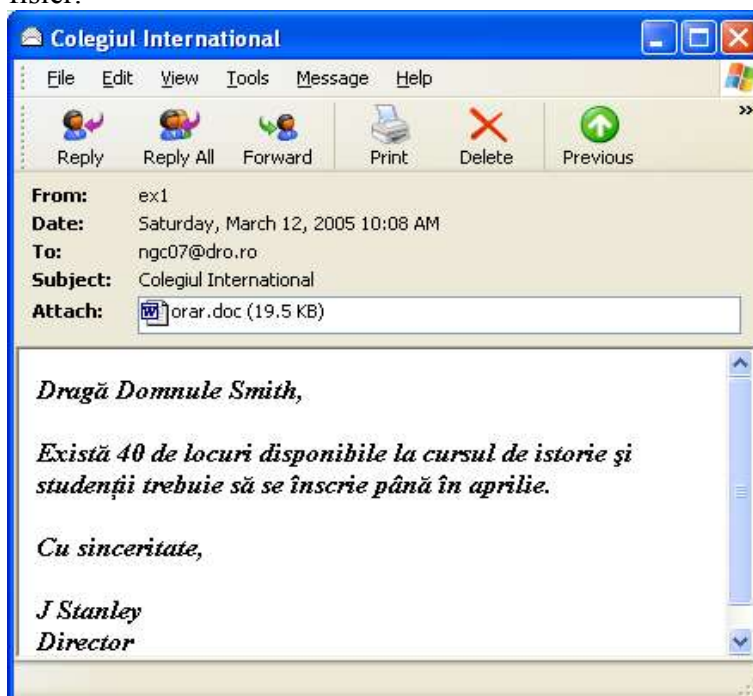 fişier.
Colegiul International
File Edit View Tools Message Help
»
Reply Reply All Forward Print Delete Previous
From: ex1
Date: Saturday, March 12, 2005 10:08 AM
To: ngc07@dro.ro
Subject: Colegiul International
Attach: orar.doc (19.5 KB)
Dragă Domnule Smith,
Există 40 de locuri disponibile la cursul de istorie şi
studenţii trebuie să se înscrie până în aprilie.
Cu sinceritate,
J Stanley
Director